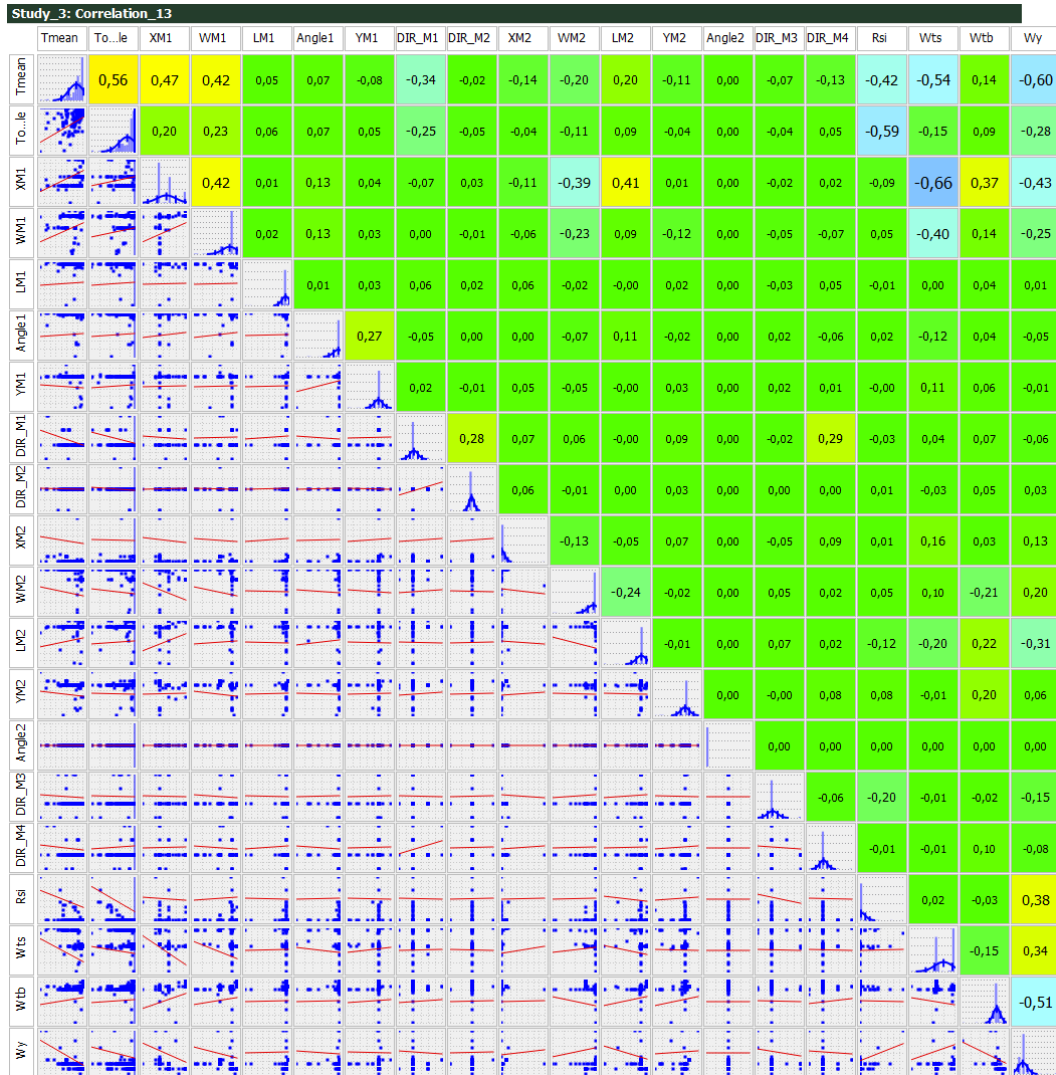 Study_3: Correlation_13
Tmean To...le XM1 WM1 LM1 Angle1 YM1 DIR_M1 DIR_M2 XM2 WM2 LM2 YM2 Angle2 DIR_M3 DIR_M4 Rsi Wts Wtb Wy
Tmean 0,56 0,47 0,42 0,05 0,07 -0,08 -0,34 -0,02 -0,14 -0,20 0,20 -0,11 0,00 -0,07 -0,13 -0,42 -0,54 0,14 -0,60
To...le 0,20 0,23 0,06 0,07 0,05 -0,25 -0,05 -0,04 -0,11 0,09 -0,04 0,00 -0,04 0,05 -0,59 -0,15 0,09 -0,28
XM1 0,42 0,01 0,13 0,04 -0,07 0,03 -0,11 -0,39 0,41 0,01 0,00 -0,02 0,02 -0,09 -0,66 0,37 -0,43
WM1 0,02 0,13 0,03 0,00 -0,01 -0,06 -0,23 0,09 -0,12 0,00 -0,05 -0,07 0,05 -0,40 0,14 -0,25
LM1 0,01 0,03 0,06 0,02 0,06 -0,02 -0,00 0,02 0,00 -0,03 0,05 -0,01 0,00 0,04 0,01
Angle1 0,27 -0,05 0,00 0,00 -0,07 0,11 -0,02 0,00 0,02 -0,06 0,02 -0,12 0,04 -0,05
YM1 0,02 -0,01 0,05 -0,05 -0,00 0,03 0,00 0,02 0,01 -0,00 0,11 0,06 -0,01
DIR_M1 0,28 0,07 0,06 -0,00 0,09 0,00 -0,02 0,29 -0,03 0,04 0,07 -0,06
DIR_M2 0,06 -0,01 0,00 0,03 0,00 0,00 0,00 0,01 -0,03 0,05 0,03
XM2 -0,13 -0,05 0,07 0,00 -0,05 0,09 0,01 0,16 0,03 0,13
WM2 -0,24 -0,02 0,00 0,05 0,02 0,05 0,10 -0,21 0,20
LM2 -0,01 0,00 0,07 0,02 -0,12 -0,20 0,22 -0,31
YM2 0,00 -0,00 0,08 0,08 -0,01 0,20 0,06
Angle2 0,00 0,00 0,00 0,00 0,00 0,00
DIR_M3 -0,06 -0,20 -0,01 -0,02 -0,15
DIR_M4 -0,01 -0,01 0,10 -0,08
Rsi 0,02 -0,03 0,38
Wts -0,15 0,34
Wtb -0,51
Wy